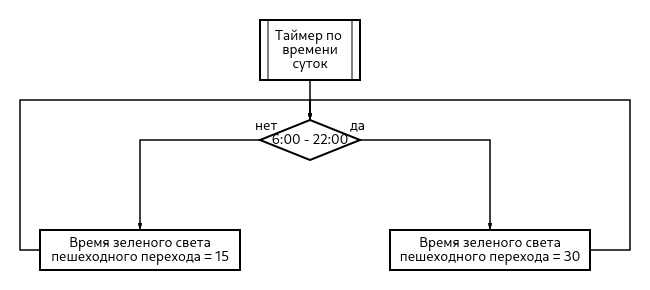 Таймер по
времени
суток
нет
да
6:00 - 22:00
Время зеленого света
пешеходного перехода = 15
Время зеленого света
пешеходного перехода = 30